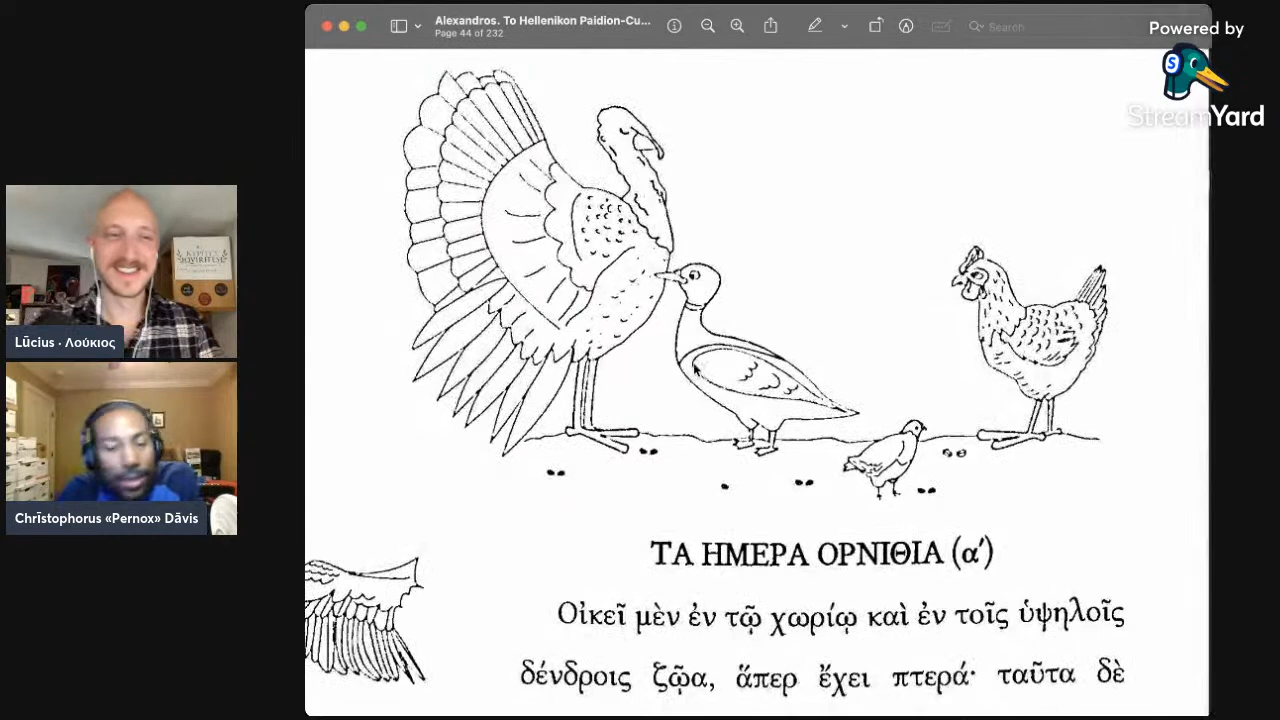 Alexandros. To Hellenikon Paidion-Cu...
Page 44 of 232
Search
Powered by
StreamYard
Lūcius · Λούκιος
Chrīstophorus «Pernox» Dāvis
ΤΑ ΗΜΕΡΑ ΟΡΝΙΘΙΑ (α′)
Οἰκεῖ μὲν ἐν τῷ χωρίῳ καὶ ἐν τοῖς ὑψηλοῖς
δένδροις ζῷα, ἅπερ ἔχει πτερά· ταῦτα δὲ